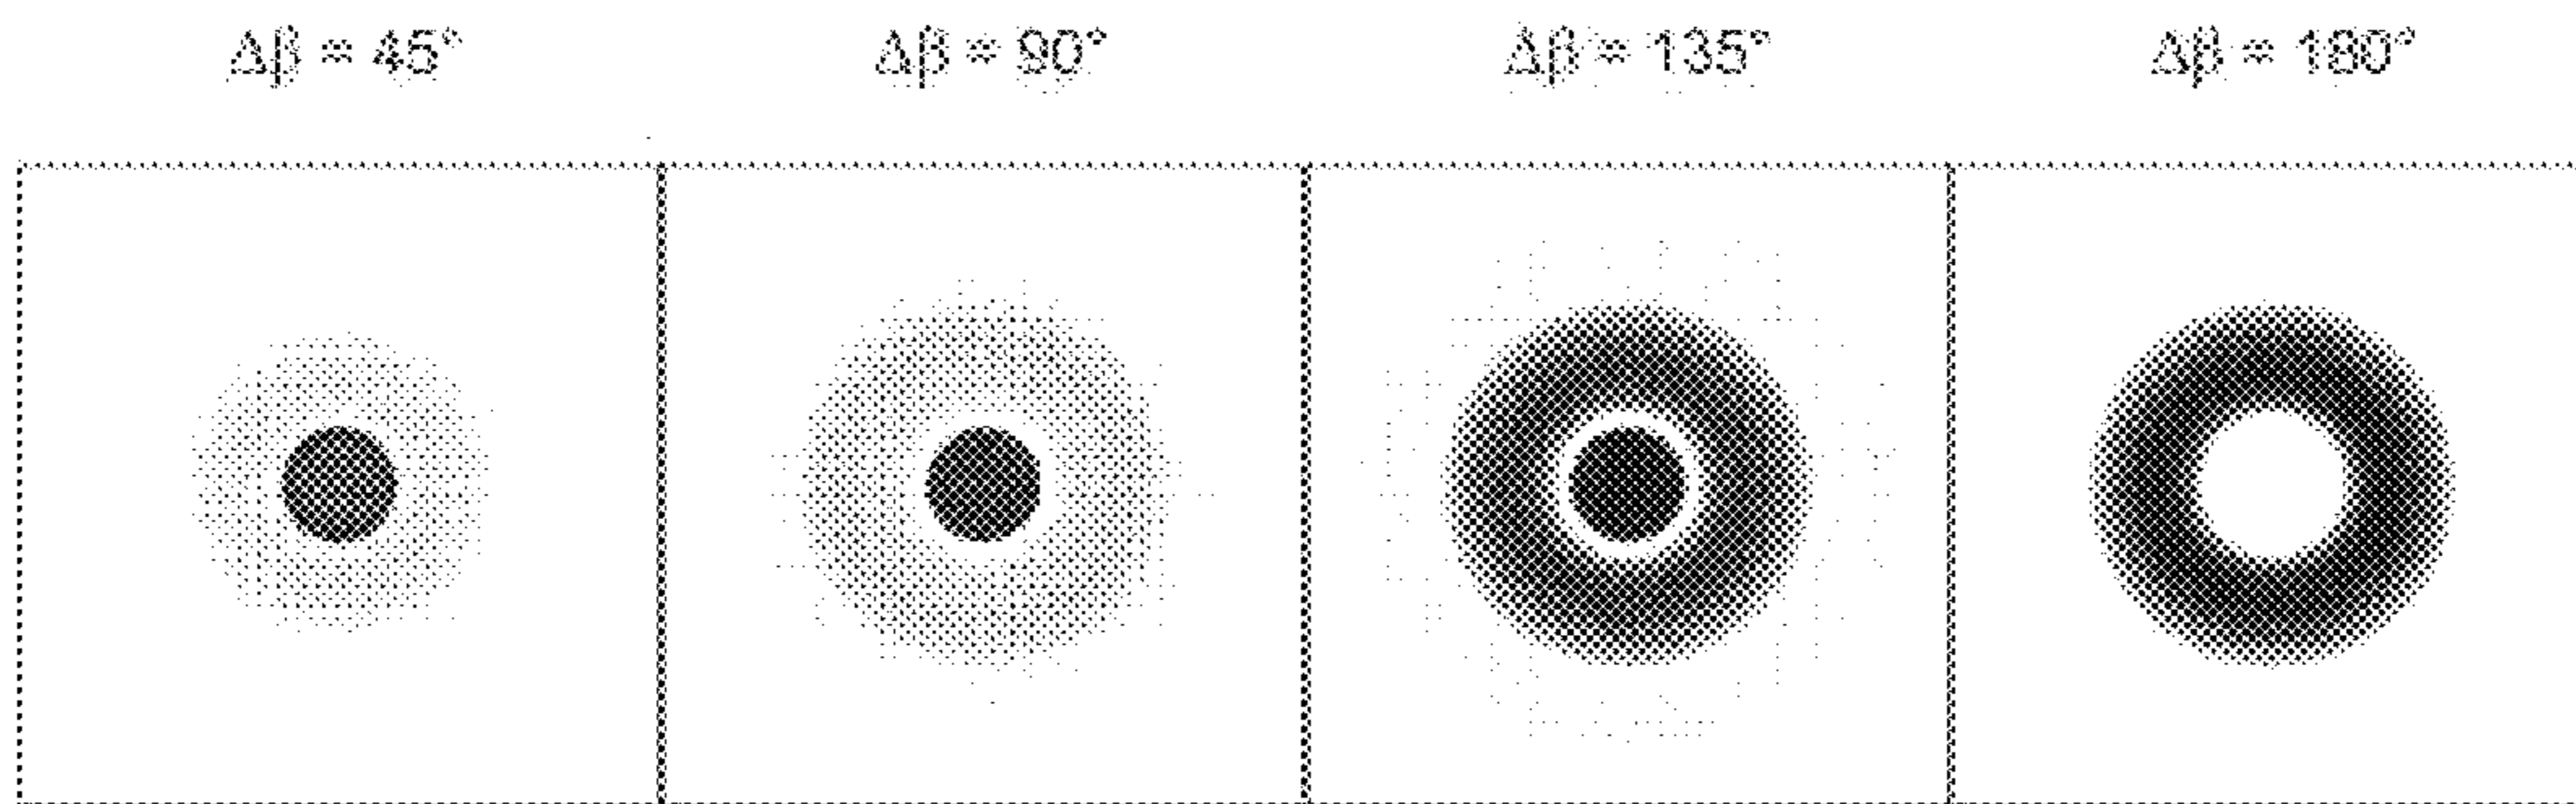 Δβ = 45° Δβ = 90° Δβ = 135° Δβ = 180°